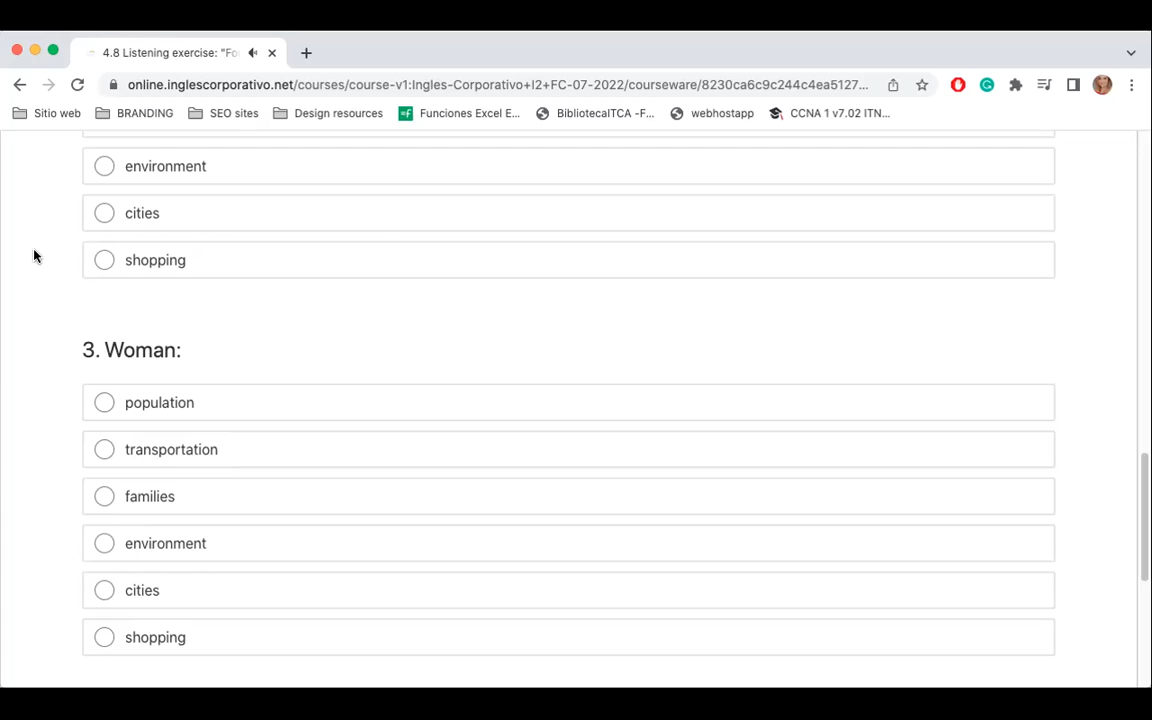 4.8 Listening exercise: "Fo
online.inglescorporativo.net/courses/course-v1:Ingles-Corporativo+I2+FC-07-2022/courseware/8230ca6c9c244c4ea5127...
Sitio web BRANDING SEO sites Design resources Funciones Excel E... BibliotecaITCA -F... webhostapp CCNA 1 v7.02 ITN...
environment
cities
shopping
3. Woman:
population
transportation
families
environment
cities
shopping